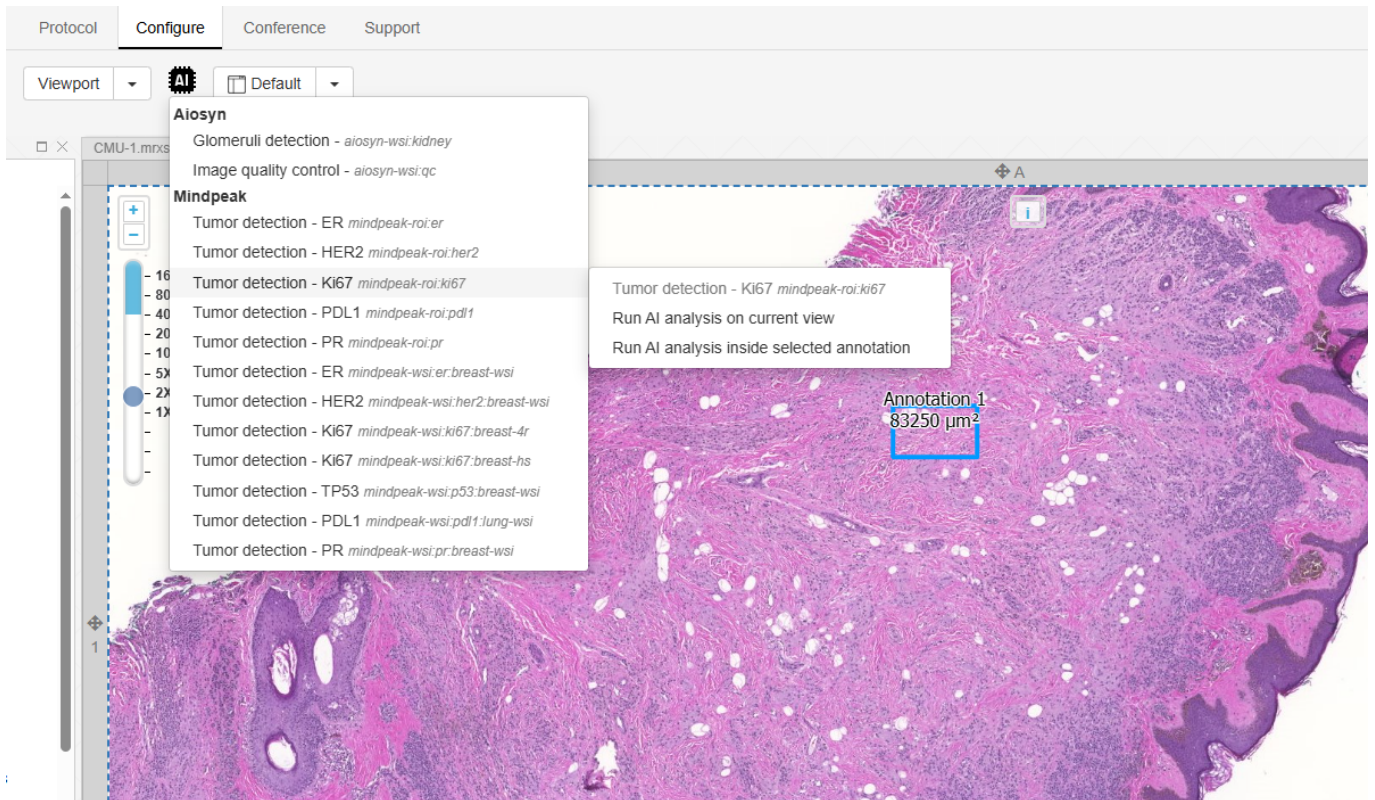 Protocol Configure Conference Support
Viewport AI Default
Aiosyn
Glomeruli detection - aiosyn-wsi:kidney
CMU-1.mrxs
Image quality control - aiosyn-wsi:qc
A
Mindpeak
Tumor detection - ER mindpeak-roi:er
+
i
−
Tumor detection - HER2 mindpeak-roi:her2
16
Tumor detection - Ki67 mindpeak-roi:ki67
Tumor detection - Ki67 mindpeak-roi:ki67
80
40
Tumor detection - PDL1 mindpeak-roi:pdl1
Run AI analysis on current view
20
Tumor detection - PR mindpeak-roi:pr
Run AI analysis inside selected annotation
10
5X
Tumor detection - ER mindpeak-wsi:er:breast-wsi
2X
Tumor detection - HER2 mindpeak-wsi:her2:breast-wsi
Annotation 1
1X
83250 µm²
Tumor detection - Ki67 mindpeak-wsi:ki67:breast-4r
Tumor detection - Ki67 mindpeak-wsi:ki67:breast-hs
Tumor detection - TP53 mindpeak-wsi:p53:breast-wsi
Tumor detection - PDL1 mindpeak-wsi:pdl1:lung-wsi
Tumor detection - PR mindpeak-wsi:pr:breast-wsi
1
s